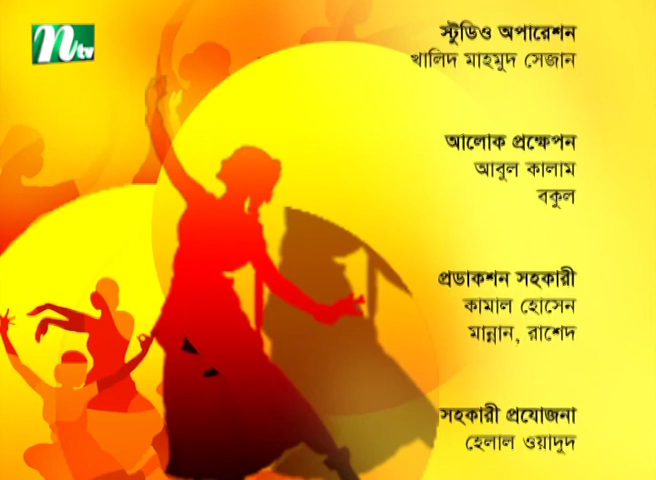 ntv
স্টুডিও অপারেশন
খালিদ মাহমুদ সেজান
আলোক প্রক্ষেপন
আবুল কালাম
বকুল
প্রডাকশন সহকারী
কামাল হোসেন
মান্নান, রাশেদ
সহকারী প্রযোজনা
হেলাল ওয়াদুদ